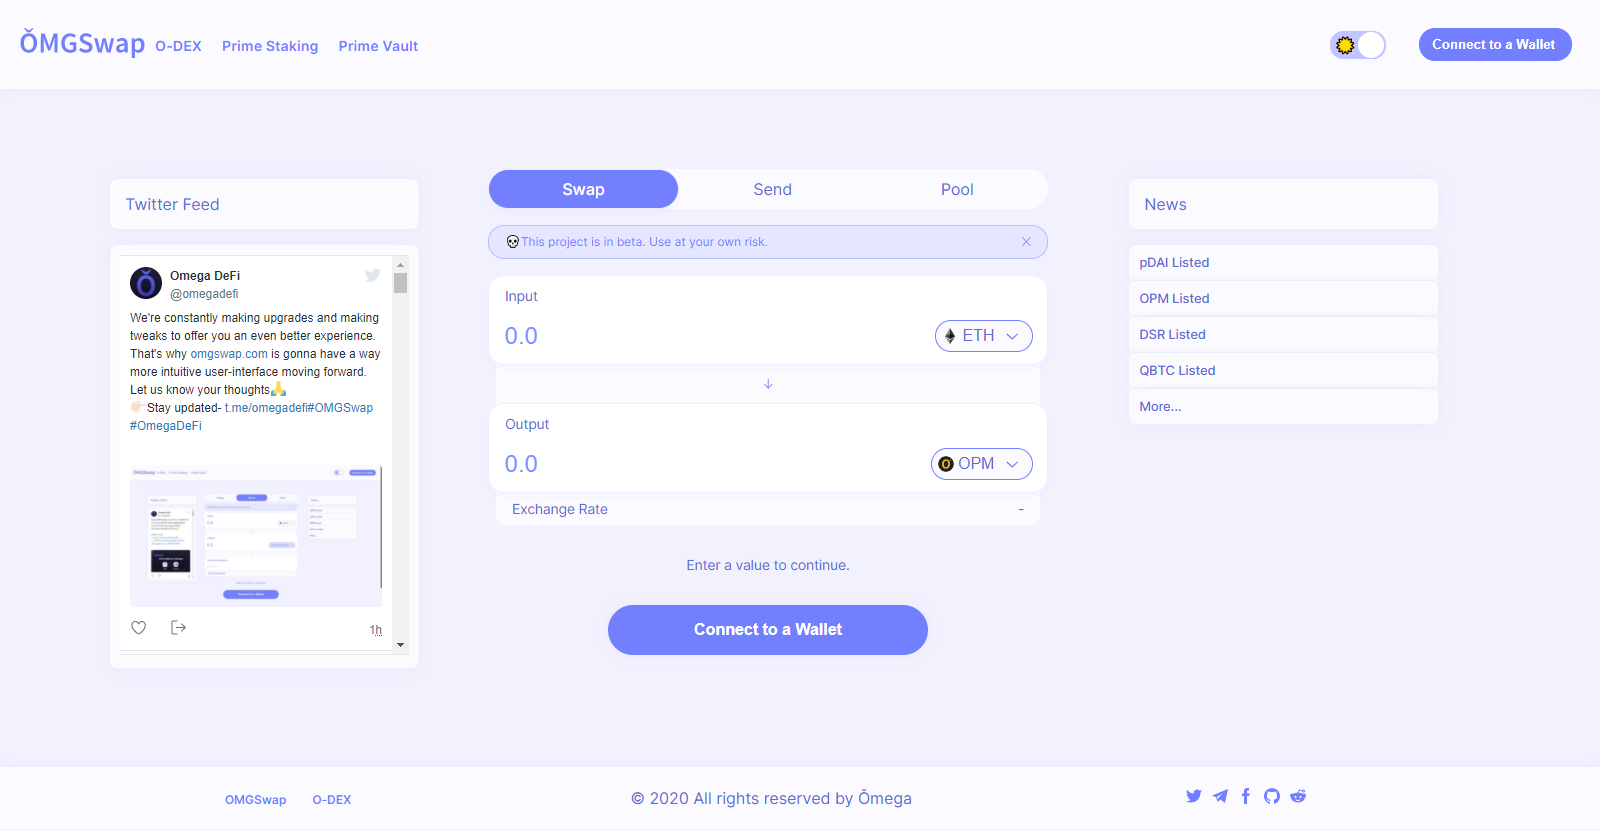 ǑMGSwap O-DEX Prime Staking Prime Vault
Connect to a Wallet
Twitter Feed
Omega DeFi
@omegadefi
We're constantly making upgrades and making
tweaks to offer you an even better experience.
That's why omgswap.com is gonna have a way
more intuitive user-interface moving forward.
Let us know your thoughts🙏
👉🏻Stay updated- t.me/omegadefi#OMGSwap
#OmegaDeFi
1h
Swap Send Pool
💀This project is in beta. Use at your own risk.
Input
0.0 ETH
Output
0.0 OPM
Exchange Rate -
Enter a value to continue.
Connect to a Wallet
News
pDAI Listed
OPM Listed
DSR Listed
QBTC Listed
More...
OMGSwap O-DEX
© 2020 All rights reserved by Ǒmega